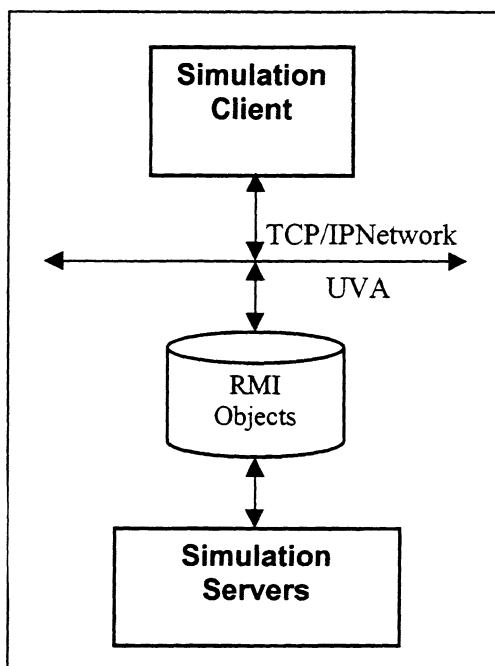 Simulation
Client
TCP/IPNetwork
UVA
RMI
Objects
Simulation
Servers